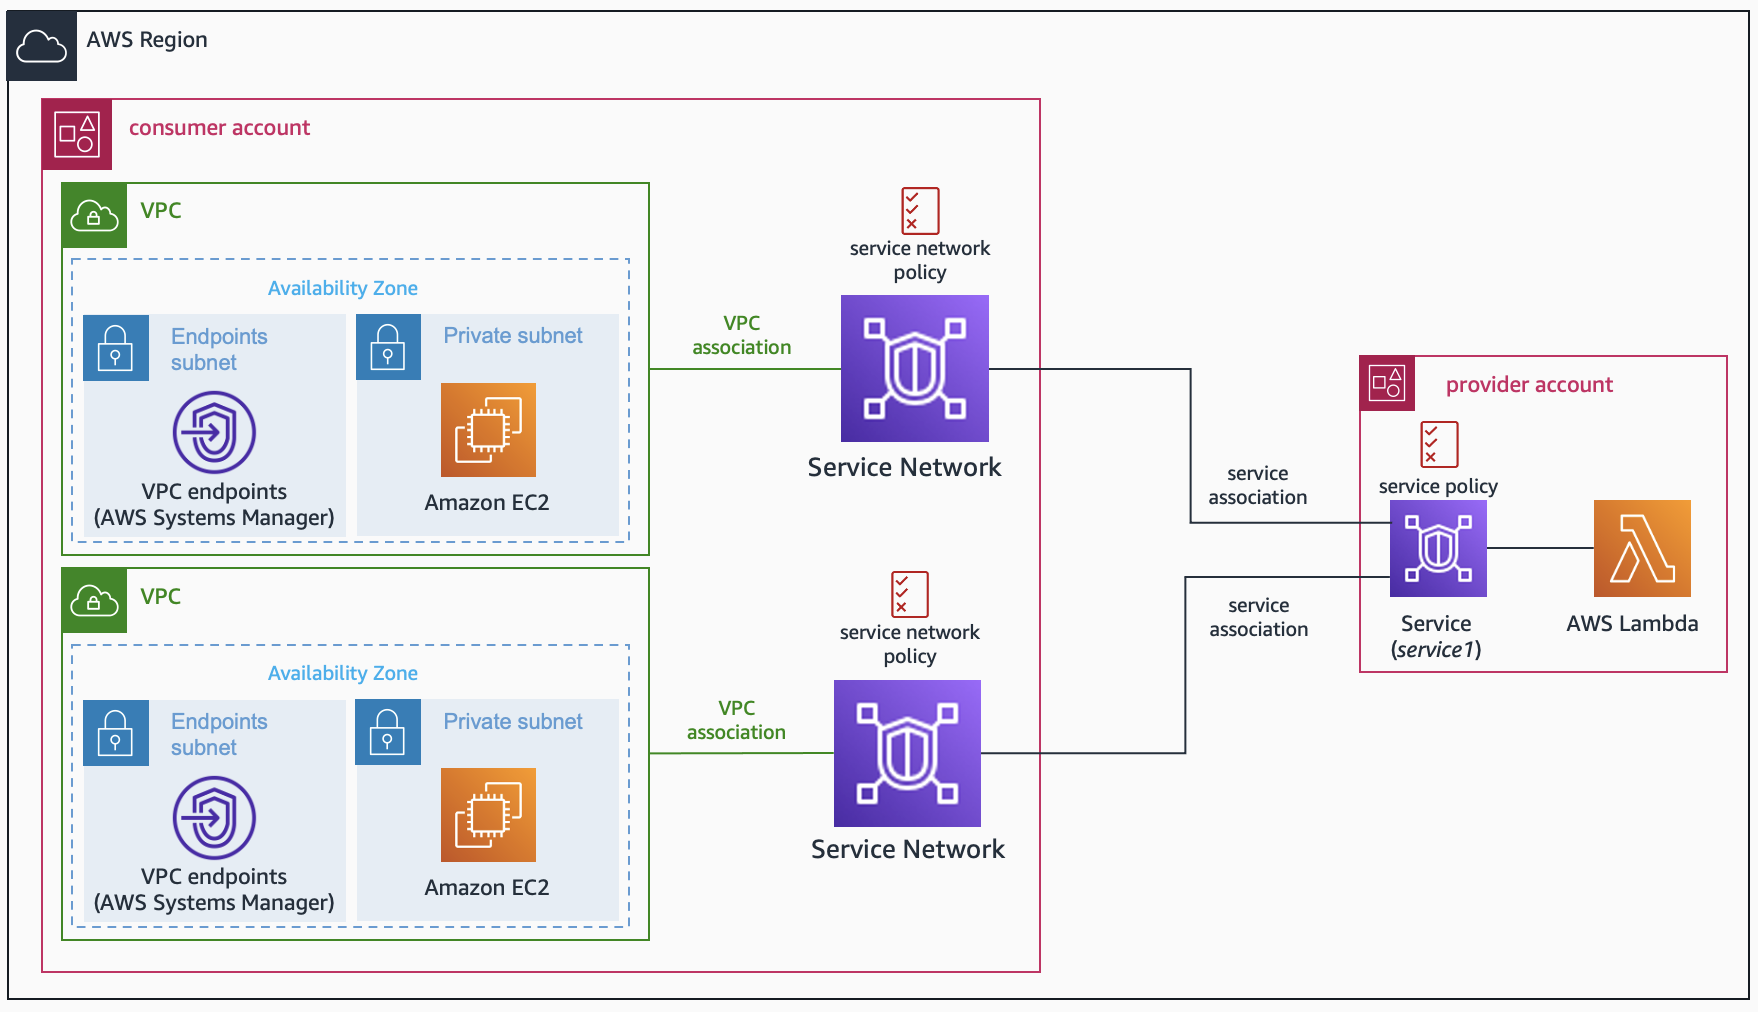 AWS Region
consumer account
VPC
Availability Zone
Endpoints
subnet
VPC endpoints
(AWS Systems Manager)
Private subnet
Amazon EC2
VPC
association
service network
policy
Service Network
VPC
Availability Zone
Endpoints
subnet
VPC endpoints
(AWS Systems Manager)
Private subnet
Amazon EC2
VPC
association
service network
policy
Service Network
service
association
service
association
provider account
service policy
Service
(service1)
AWS Lambda